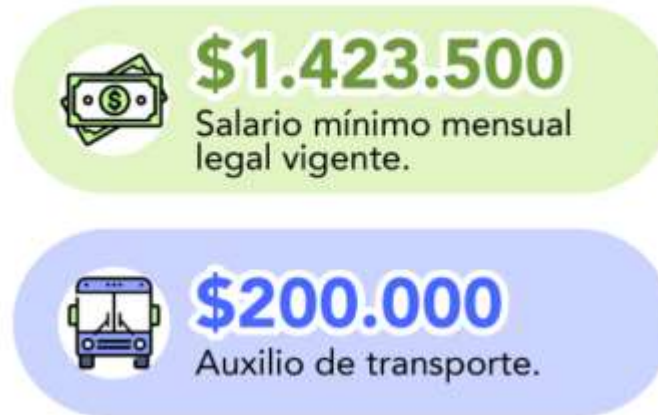 $1.423.500
Salario mínimo mensual
legal vigente.
$200.000
Auxilio de transporte.